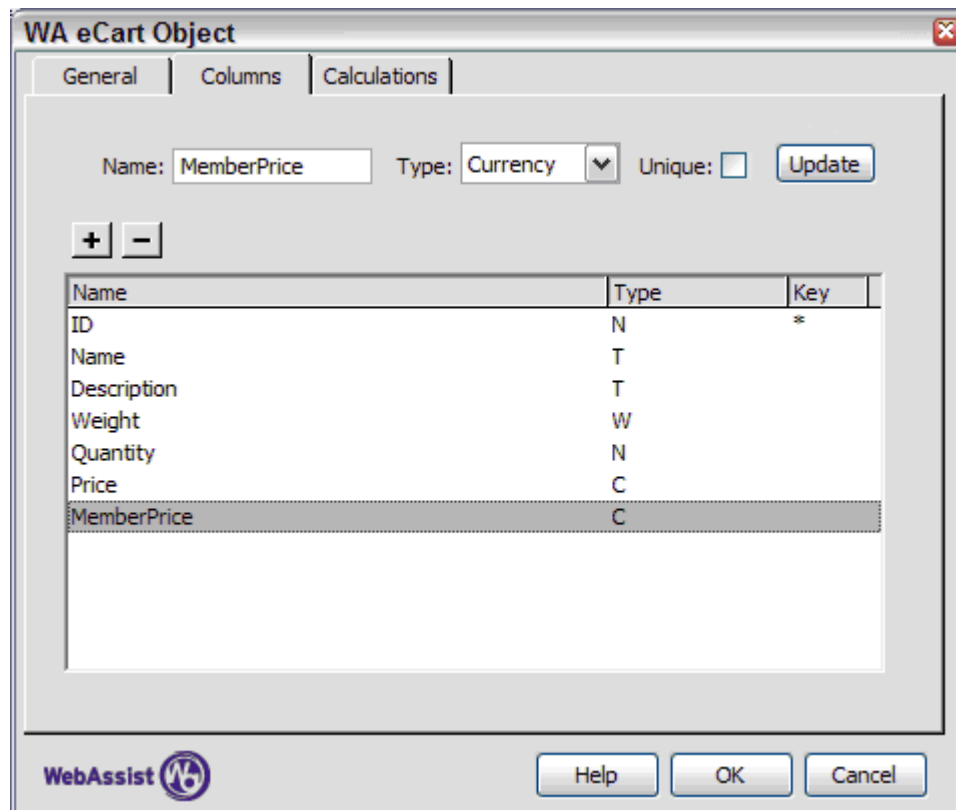 WA eCart Object
General Columns Calculations
Name: MemberPrice Type: Currency Unique: Update
+ −
Name Type Key
ID N *
Name T
Description T
Weight W
Quantity N
Price C
MemberPrice C
WebAssist WA Help OK Cancel